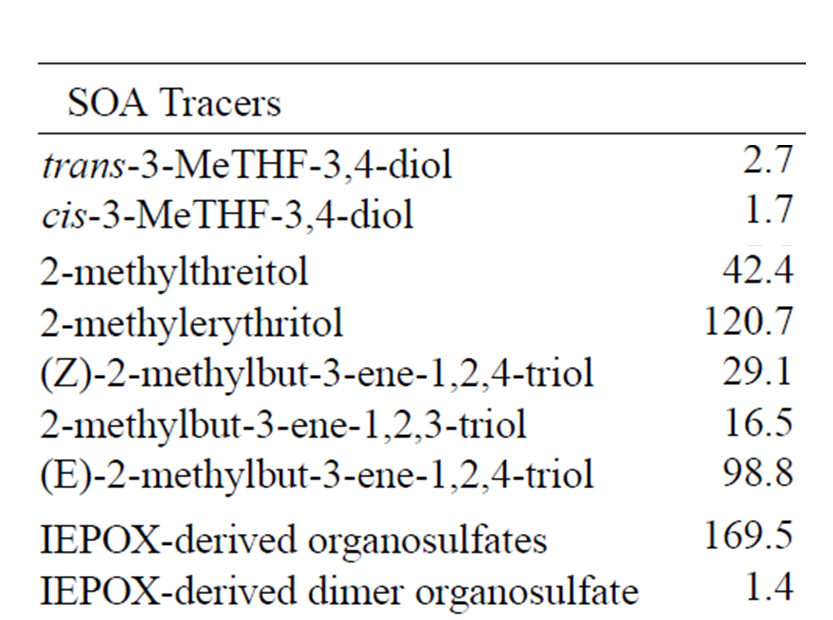 SOA Tracers
trans-3-MeTHF-3,4-diol 2.7
cis-3-MeTHF-3,4-diol 1.7
2-methylthreitol 42.4
2-methylerythritol 120.7
(Z)-2-methylbut-3-ene-1,2,4-triol 29.1
2-methylbut-3-ene-1,2,3-triol 16.5
(E)-2-methylbut-3-ene-1,2,4-triol 98.8
IEPOX-derived organosulfates 169.5
IEPOX-derived dimer organosulfate 1.4